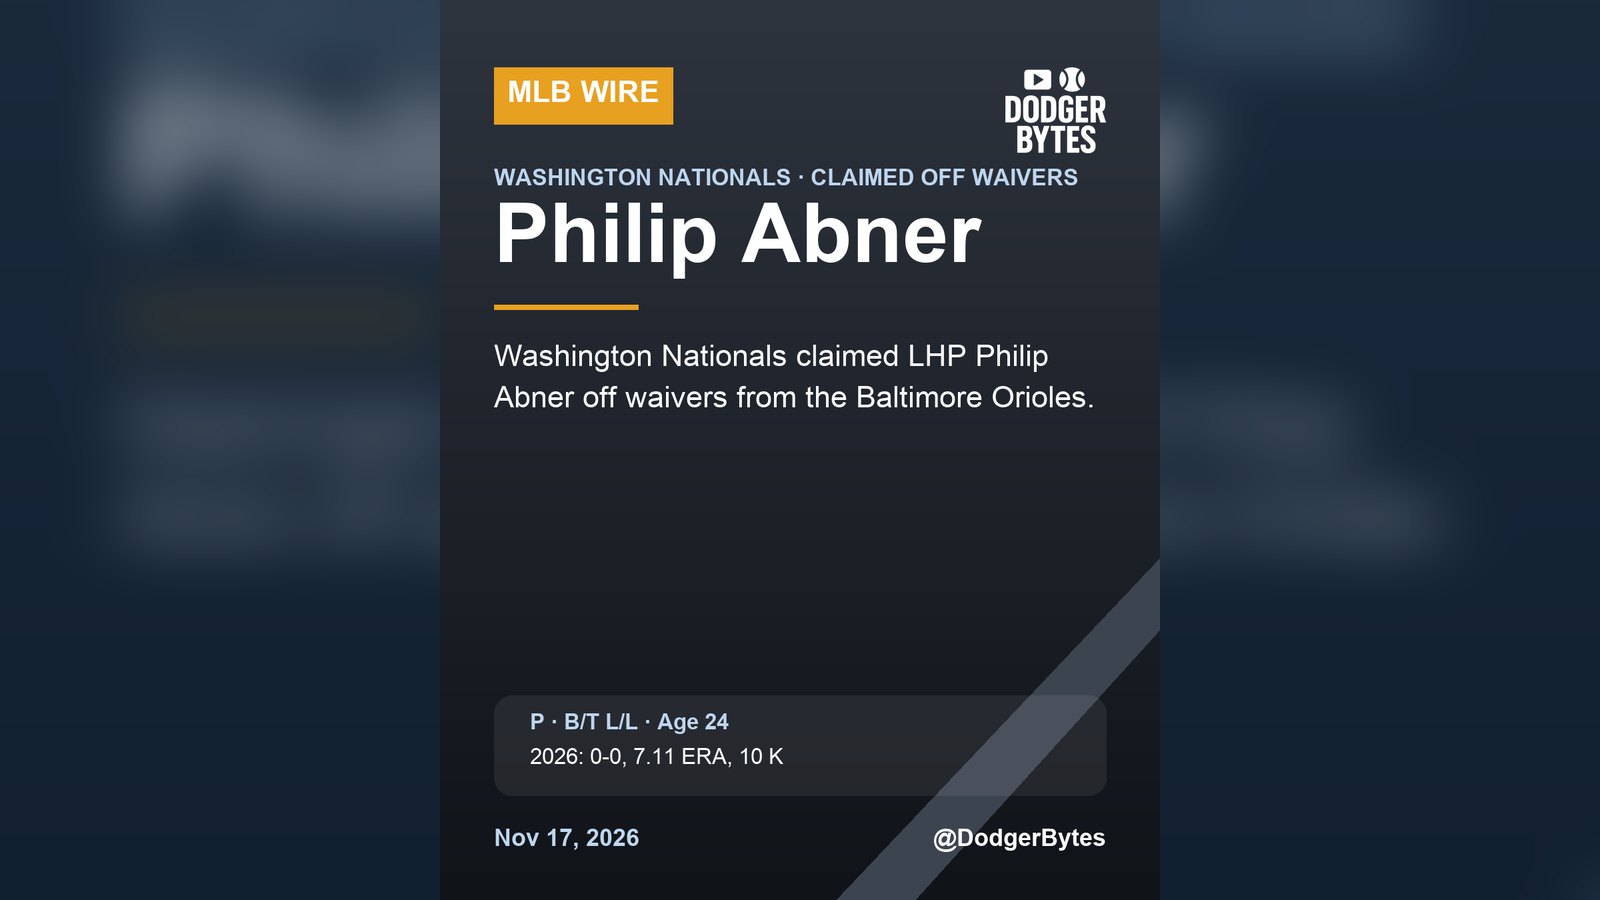 MLB WIRE
DODGER
BYTES
WASHINGTON NATIONALS · CLAIMED OFF WAIVERS
Philip Abner
Washington Nationals claimed LHP Philip
Abner off waivers from the Baltimore Orioles.
P · B/T L/L · Age 24
2026: 0-0, 7.11 ERA, 10 K
Nov 17, 2026
@DodgerBytes